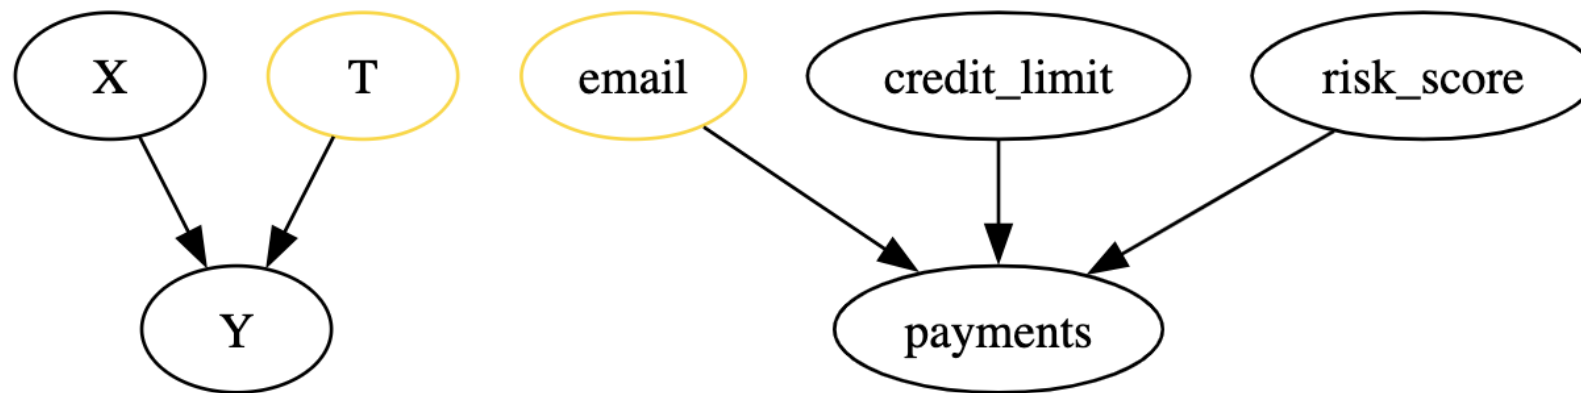 X
T
email
credit_limit
risk_score
Y
payments